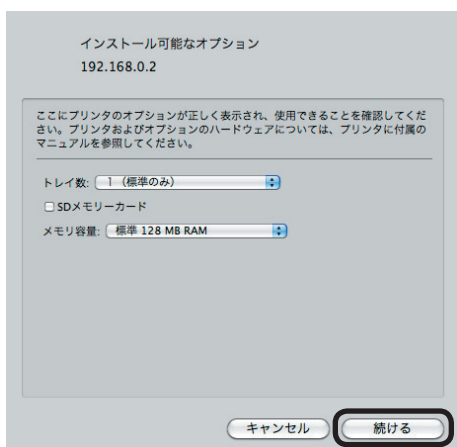 インストール可能なオプション
192.168.0.2
ここにプリンタのオプションが正しく表示され、使用できることを確認してくだ
さい。プリンタおよびオプションのハードウェアについては、プリンタに付属の
マニュアルを参照してください。
トレイ数: 1 （標準のみ）
SDメモリーカード
メモリ容量: 標準 128 MB RAM
キャンセル 続ける